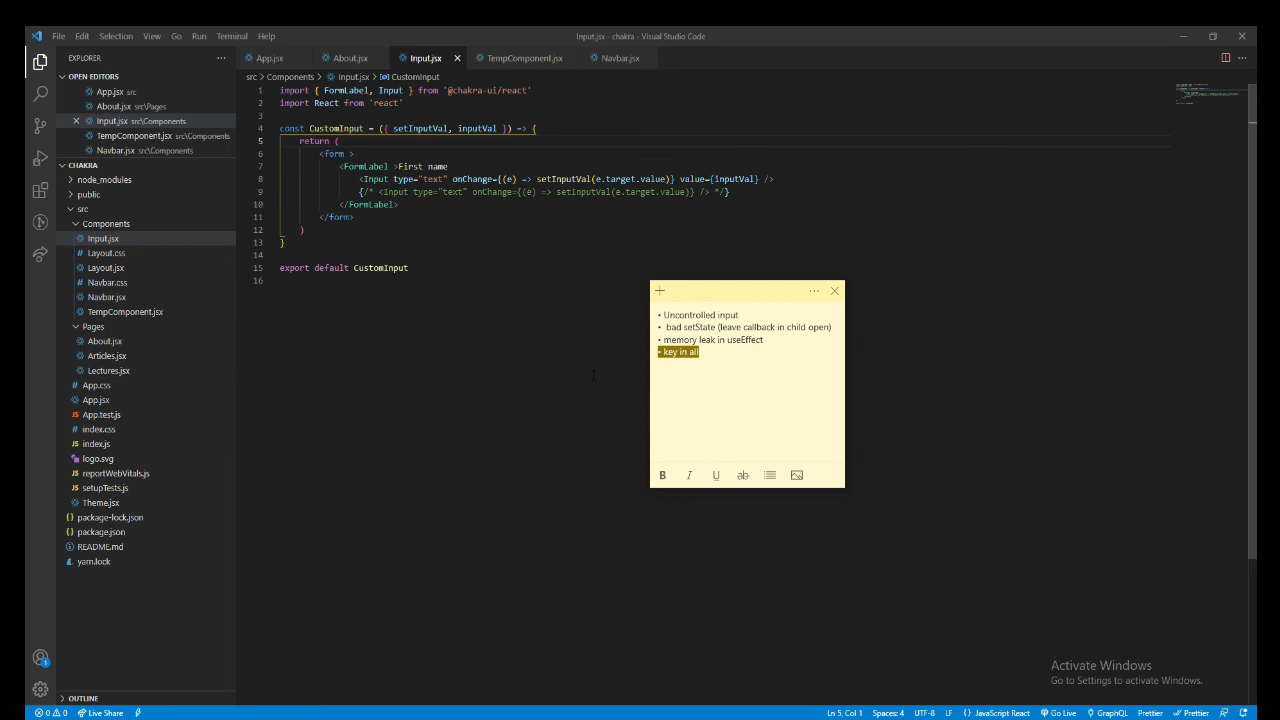 File Edit Selection View Go Run Terminal Help
Input.jsx - chakra - Visual Studio Code
EXPLORER
OPEN EDITORS
App.jsx src
About.jsx src\Pages
Input.jsx src\Components
TempComponent.jsx src\Components
Navbar.jsx src\Components
CHAKRA
node_modules
public
src
Components
Input.jsx
Layout.css
Layout.jsx
Navbar.css
Navbar.jsx
TempComponent.jsx
Pages
About.jsx
Articles.jsx
Lectures.jsx
App.css
App.jsx
App.test.js
index.css
index.js
logo.svg
reportWebVitals.js
setupTests.js
Theme.jsx
package-lock.json
package.json
README.md
yarn.lock
OUTLINE
App.jsx About.jsx Input.jsx TempComponent.jsx Navbar.jsx
src > Components > Input.jsx > CustomInput
1 import { FormLabel, Input } from '@chakra-ui/react'
2 import React from 'react'
3
4 const CustomInput = ({ setInputVal, inputVal }) => {
5 return (
6 <form >
7 <FormLabel >First name
8 <Input type="text" onChange={(e) => setInputVal(e.target.value)} value={inputVal} />
9 {/* <Input type="text" onChange={(e) => setInputVal(e.target.value)} /> */}
10 </FormLabel>
11 </form>
12 )
13 }
14
15 export default CustomInput
16
• Uncontrolled input
• bad setState (leave callback in child open)
• memory leak in useEffect
• key in all
B I U ab
Activate Windows
Go to Settings to activate Windows.
1
0 0 Live Share
Ln 5, Col 1 Spaces: 4 UTF-8 LF JavaScript React Go Live GraphQL Prettier Prettier